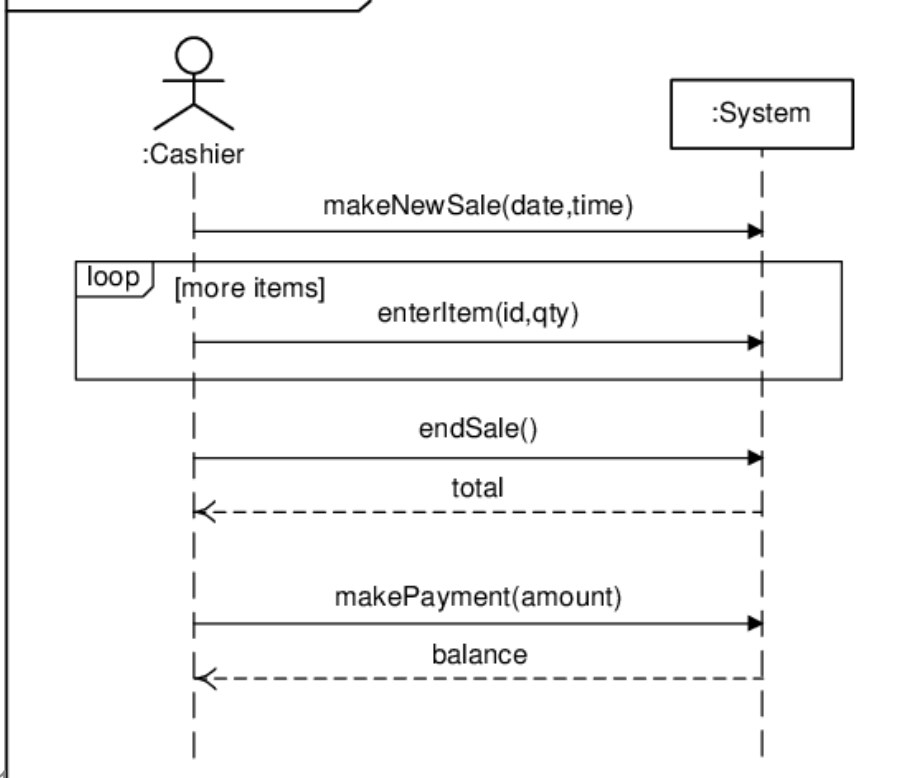 :Cashier
:System
makeNewSale(date,time)
loop
[more items]
enterItem(id,qty)
endSale()
total
makePayment(amount)
balance